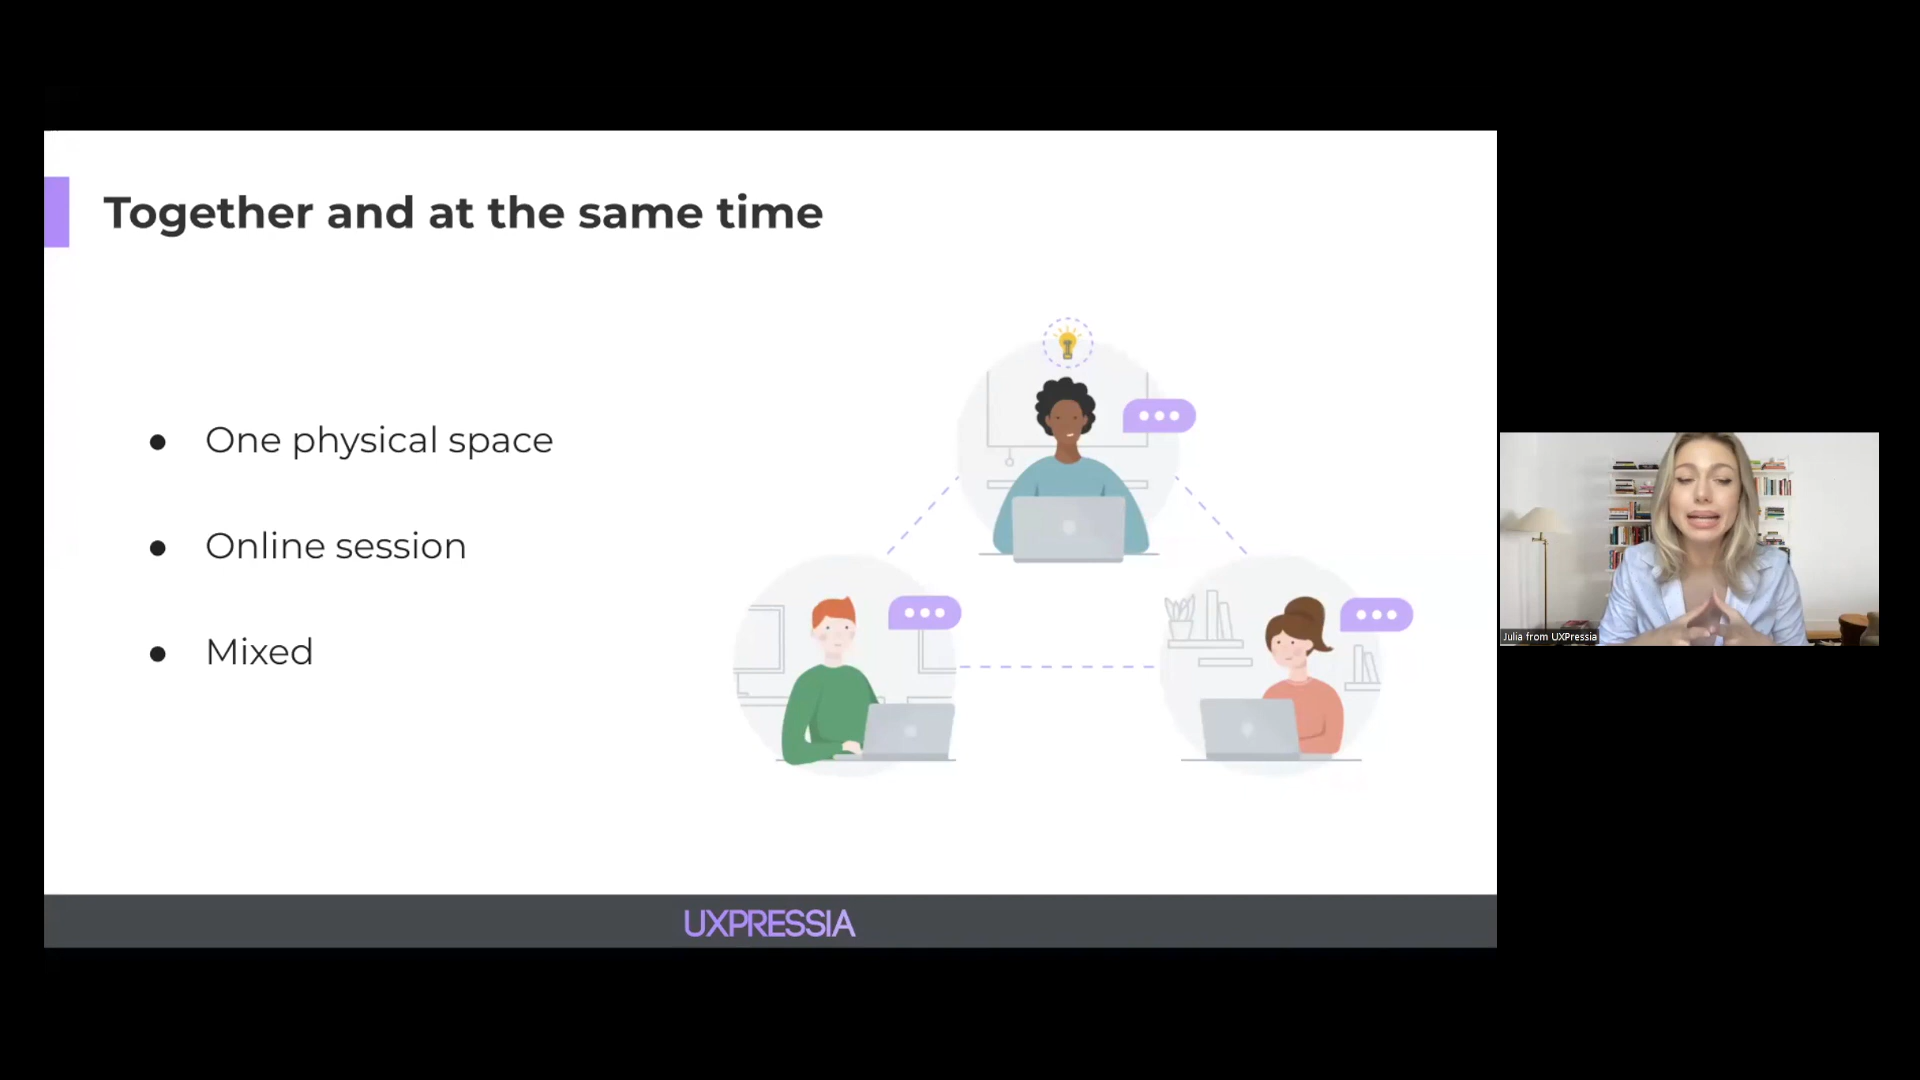 Together and at the same time
● One physical space
● Online session
● Mixed
UXPRESSIA
Julia from UXPressia